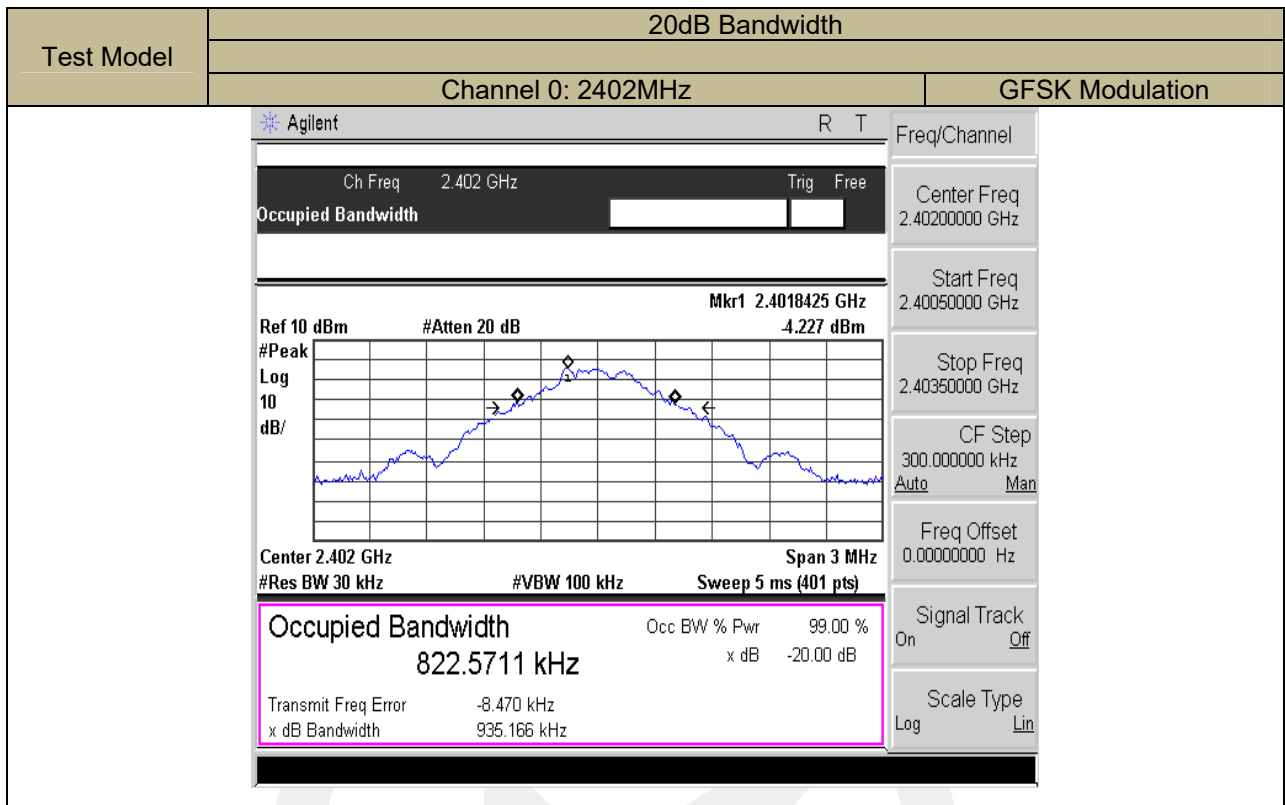 Test Model
20dB Bandwidth
Channel 0: 2402MHz GFSK Modulation
Agilent R T
Freq/Channel
Ch Freq 2.402 GHz Trig Free
Occupied Bandwidth
Center Freq
2.40200000 GHz
Start Freq
2.40050000 GHz
Mkr1 2.4018425 GHz
Ref 10 dBm #Atten 20 dB -4.227 dBm
#Peak
Log
10
dB/
1
Stop Freq
2.40350000 GHz
CF Step
300.000000 kHz
Auto Man
Freq Offset
0.00000000 Hz
Center 2.402 GHz Span 3 MHz
#Res BW 30 kHz #VBW 100 kHz Sweep 5 ms (401 pts)
Occupied Bandwidth Occ BW % Pwr 99.00 %
822.5711 kHz x dB -20.00 dB
Transmit Freq Error -8.470 kHz
x dB Bandwidth 935.166 kHz
Signal Track
On Off
Scale Type
Log Lin